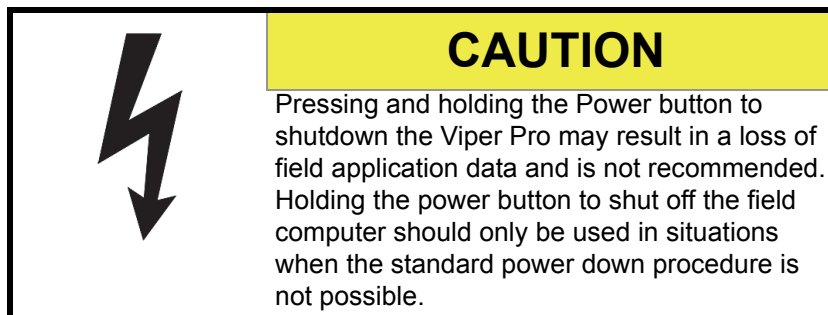 CAUTION
Pressing and holding the Power button to
shutdown the Viper Pro may result in a loss of
field application data and is not recommended.
Holding the power button to shut off the field
computer should only be used in situations
when the standard power down procedure is
not possible.